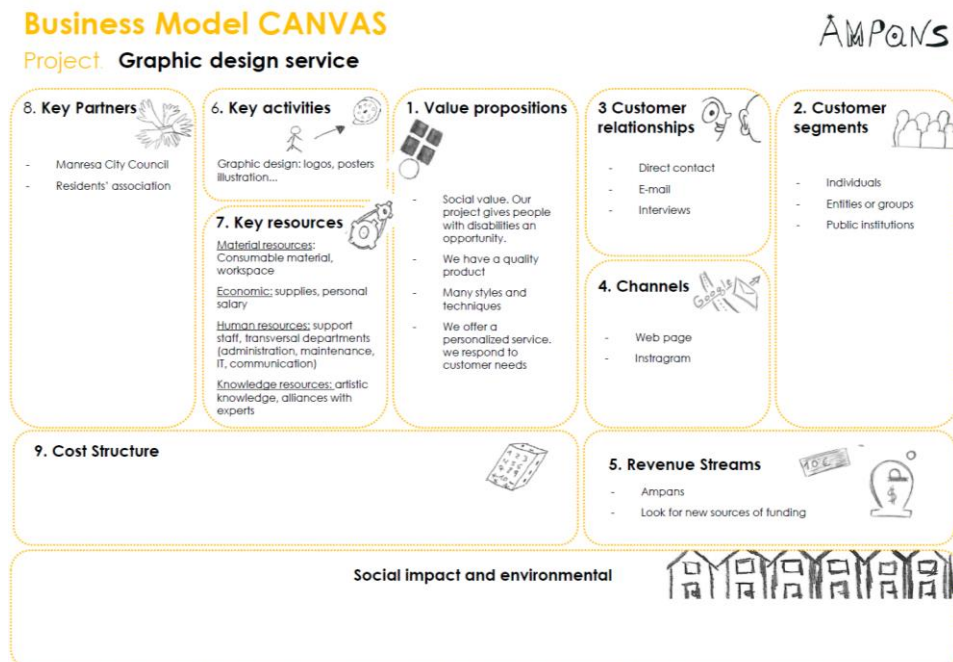 Business Model CANVAS
AMPANS
Project. Graphic design service
8. Key Partners
- Manresa City Council
- Residents' association
6. Key activities
Graphic design: logos, posters
illustration...
7. Key resources
Material resources:
Consumable material,
workspace
Economic: supplies, personal
salary
Human resources: support
staff, transversal departments
(administration, maintenance,
IT, communication)
Knowledge resources: artistic
knowledge, alliances with
experts
1. Value propositions
- Social value. Our
project gives people
with disabilities an
opportunity.
- We have a quality
product
- Many styles and
techniques
- We offer a
personalized service.
we respond to
customer needs
3 Customer
relationships
- Direct contact
- E-mail
- Interviews
4. Channels
Google
- Web page
- Instragram
2. Customer
segments
- Individuals
- Entities or groups
- Public institutions
9. Cost Structure
5. Revenue Streams
10 €
$
- Ampans
- Look for new sources of funding
Social impact and environmental